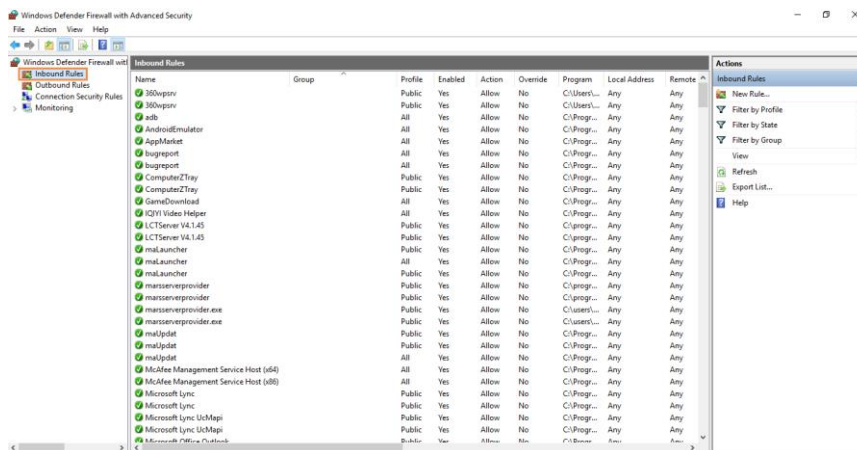 Windows Defender Firewall with Advanced Security
File Action View Help
Windows Defender Firewall with
Inbound Rules
Outbound Rules
Connection Security Rules
Monitoring
Inbound Rules
Name Group Profile Enabled Action Override Program Local Address Remote
360wpsrv Public Yes Allow No C:\Users\... Any Any
360wpsrv Public Yes Allow No C:\Users\... Any Any
adb All Yes Allow No C:\Progr... Any Any
AndroidEmulator All Yes Allow No C:\Progr... Any Any
AppMarket All Yes Allow No C:\Progr... Any Any
bugreport All Yes Allow No C:\Progr... Any Any
bugreport All Yes Allow No C:\Progr... Any Any
ComputerZTray Public Yes Allow No C:\Progr... Any Any
ComputerZTray Public Yes Allow No C:\Progr... Any Any
GameDownload All Yes Allow No C:\Progr... Any Any
IQIYI Video Helper All Yes Allow No C:\Progr... Any Any
LCTServer V4.1.45 Public Yes Allow No C:\progr... Any Any
LCTServer V4.1.45 Public Yes Allow No C:\progr... Any Any
maLauncher Public Yes Allow No C:\Progr... Any Any
maLauncher All Yes Allow No C:\Progr... Any Any
maLauncher Public Yes Allow No C:\Progr... Any Any
marsserverprovider Public Yes Allow No C:\progr... Any Any
marsserverprovider Public Yes Allow No C:\progr... Any Any
marsserverprovider.exe Public Yes Allow No C:\users\... Any Any
marsserverprovider.exe Public Yes Allow No C:\users\... Any Any
maUpdat Public Yes Allow No C:\Progr... Any Any
maUpdat Public Yes Allow No C:\Progr... Any Any
maUpdat All Yes Allow No C:\Progr... Any Any
McAfee Management Service Host (x64) All Yes Allow No C:\Progr... Any Any
McAfee Management Service Host (x86) All Yes Allow No C:\Progr... Any Any
Microsoft Lync Public Yes Allow No C:\Progr... Any Any
Microsoft Lync Public Yes Allow No C:\Progr... Any Any
Microsoft Lync UcMapi Public Yes Allow No C:\Progr... Any Any
Microsoft Lync UcMapi Public Yes Allow No C:\Progr... Any Any
Microsoft Office Outlook Public Yes Allow No C:\Progr... Any Any
Actions
Inbound Rules
New Rule...
Filter by Profile
Filter by State
Filter by Group
View
Refresh
Export List...
Help